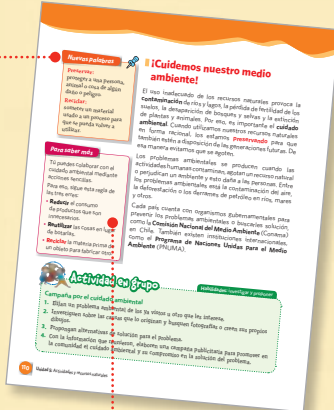 Nuevas palabras
Preservar:
proteger a una persona,
animal o cosa de algún
daño o peligro.
Reciclar:
someter un material
usado a un proceso para
que se pueda volver a
utilizar.
Para saber más
Tú puedes colaborar con el
cuidado ambiental mediante
acciones sencillas.
Para eso, sigue esta regla de
las tres erres:
• Reducir el consumo
de productos que son
innecesarios.
• Reutilizar las cosas en lugar
de botarlas.
• Reciclar la materia prima de
un objeto para fabricar otro.
¡Cuidemos nuestro medio
ambiente!
El uso inadecuado de los recursos naturales provoca la
contaminación de ríos y lagos, la pérdida de fertilidad de los
suelos, la desaparición de bosques y selvas y la extinción
de plantas y animales. Por eso, es importante el cuidado
ambiental. Cuando utilizamos nuestros recursos naturales
en forma racional, los estamos preservando para que
también estén a disposición de las generaciones futuras. De
esa manera evitamos que se agoten.
Los problemas ambientales se producen cuando las
actividades humanas contaminan, agotan un recurso natural
o perjudican un ambiente y esto daña a las personas. Entre
los problemas ambientales está la contaminación del aire,
la deforestación o los derrames de petróleo en ríos, mares
y otros.
Cada país cuenta con organismos gubernamentales para
prevenir los problemas ambientales o buscarles solución,
como la Comisión Nacional del Medio Ambiente (Conama)
en Chile. También existen instituciones internacionales,
como el Programa de Naciones Unidas para el Medio
Ambiente (PNUMA).
Actividad en grupo
Habilidades: investigar y producir
Campaña por el cuidado ambiental
1. Elijan un problema ambiental de los ya vistos u otro que les interese.
2. Investiguen sobre las causas que lo originan y busquen fotografías o creen sus propios
dibujos.
3. Propongan alternativas de solución para el problema.
4. Con la información que reunieron, elaboren una campaña publicitaria para promover en
la comunidad el cuidado ambiental y su compromiso en la solución del problema.
Unidad 6: Actividades y recursos naturales